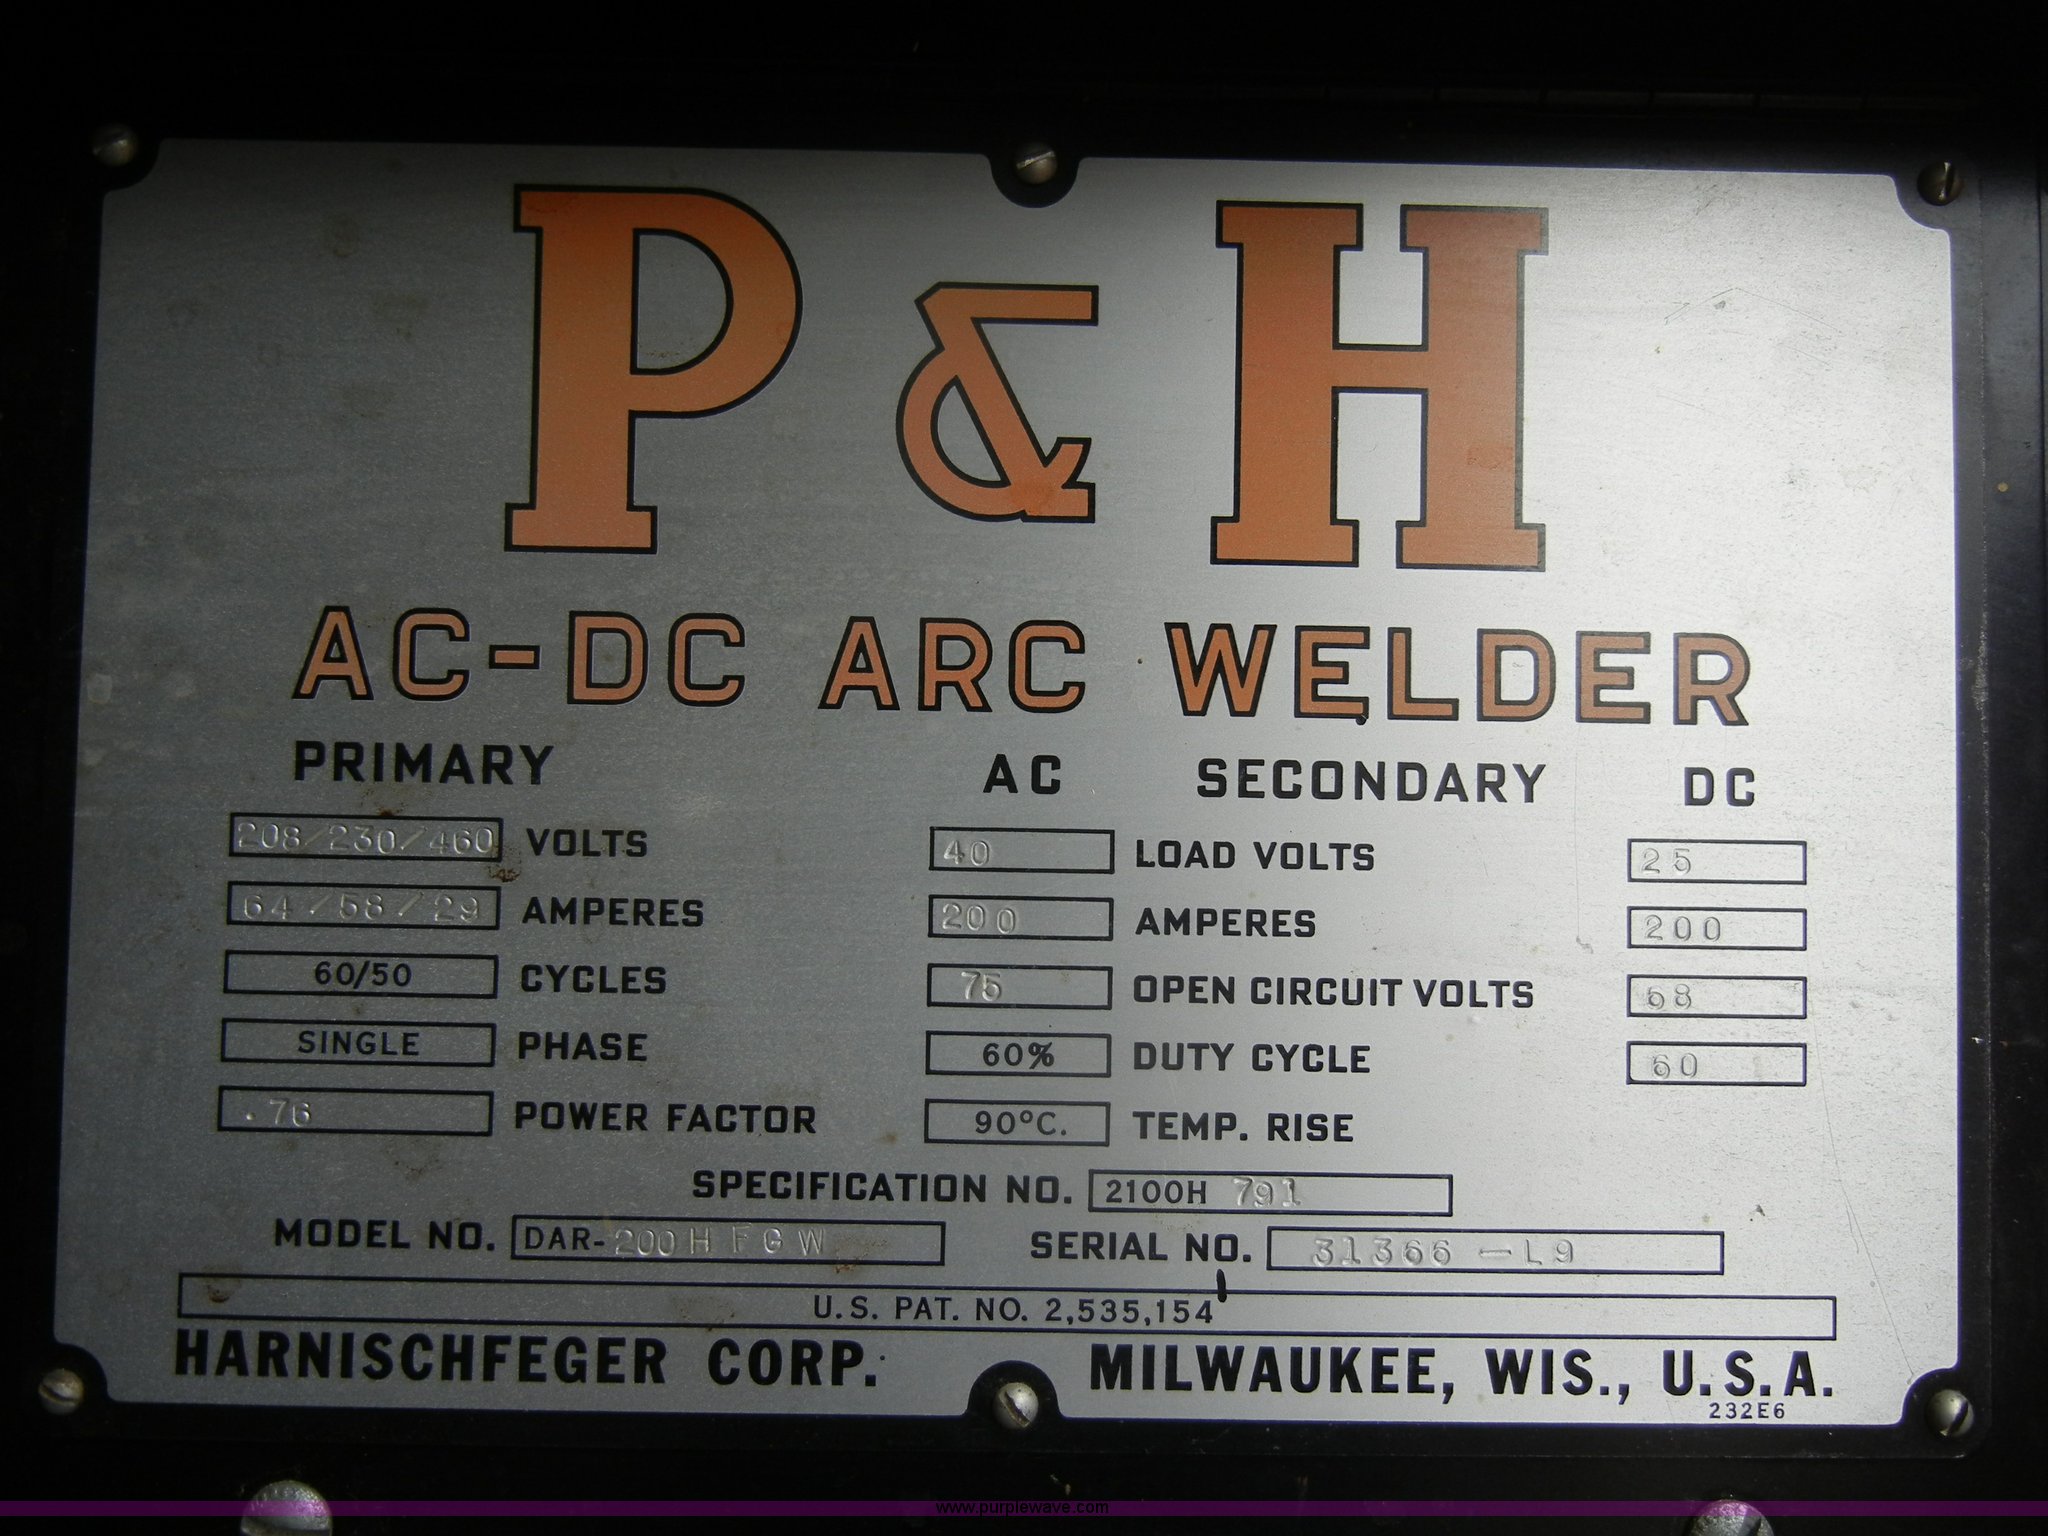 P & H
AC-DC ARC WELDER
PRIMARY AC SECONDARY DC
208/230/460 VOLTS 40 LOAD VOLTS 25
64/58/29 AMPERES 200 AMPERES 200
60/50 CYCLES 75 OPEN CIRCUIT VOLTS 68
SINGLE PHASE 60% DUTY CYCLE 60
.76 POWER FACTOR 90°C. TEMP. RISE
SPECIFICATION NO. 2100H 791
MODEL NO. DAR-200HFGW SERIAL NO. 31366-L9
U.S. PAT. NO. 2,535,154
HARNISCHFEGER CORP. MILWAUKEE, WIS., U.S.A.
232E6
www.purplewave.com